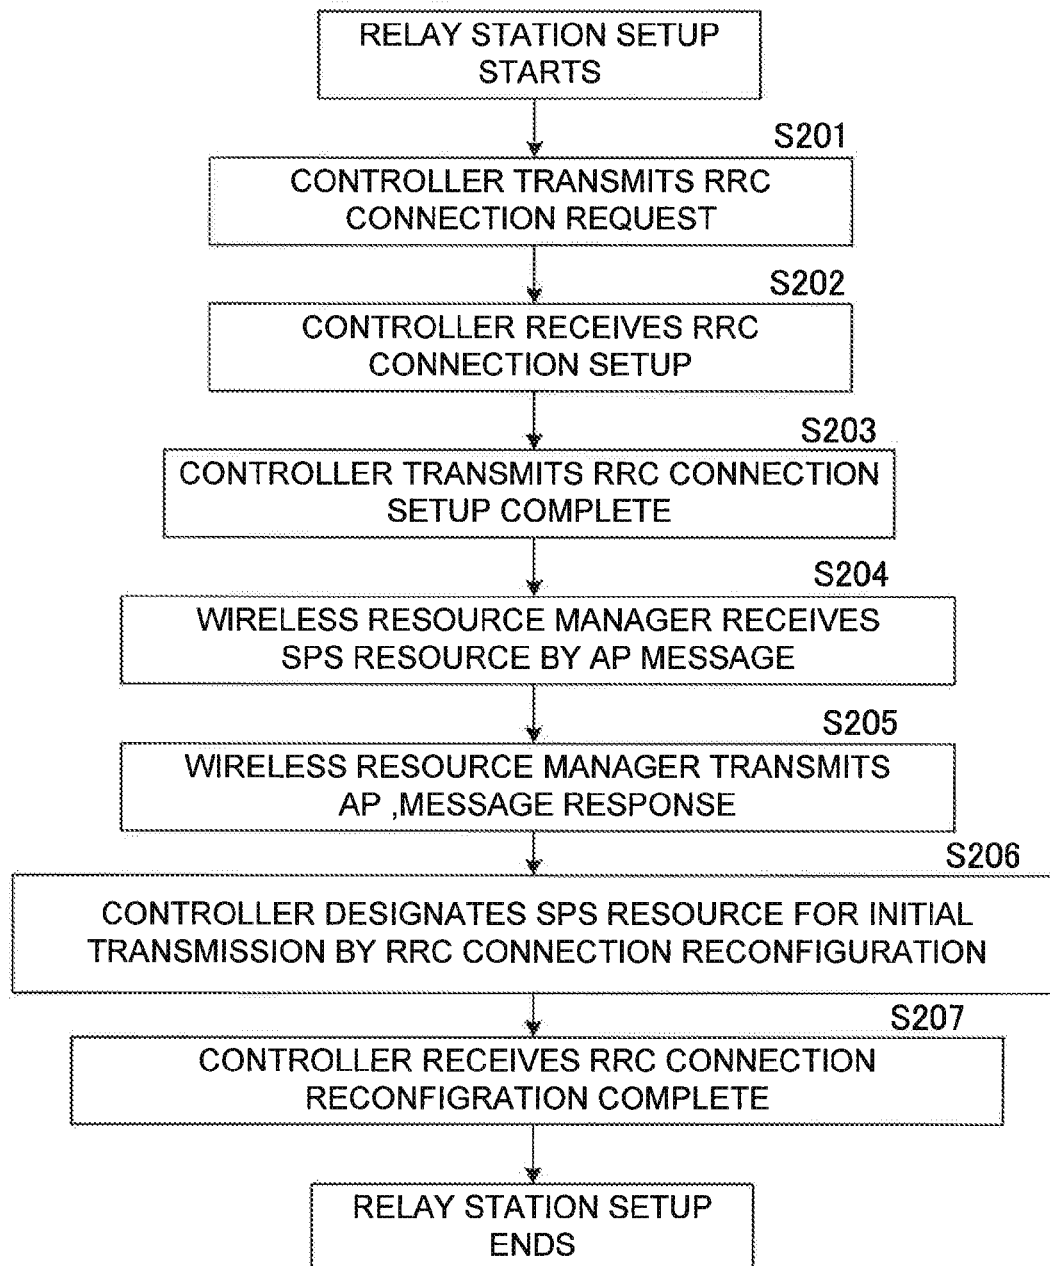 RELAY STATION SETUP
STARTS
S201
CONTROLLER TRANSMITS RRC
CONNECTION REQUEST
S202
CONTROLLER RECEIVES RRC
CONNECTION SETUP
S203
CONTROLLER TRANSMITS RRC CONNECTION
SETUP COMPLETE
S204
WIRELESS RESOURCE MANAGER RECEIVES
SPS RESOURCE BY AP MESSAGE
S205
WIRELESS RESOURCE MANAGER TRANSMITS
AP ,MESSAGE RESPONSE
S206
CONTROLLER DESIGNATES SPS RESOURCE FOR INITIAL
TRANSMISSION BY RRC CONNECTION RECONFIGURATION
S207
CONTROLLER RECEIVES RRC CONNECTION
RECONFIGRATION COMPLETE
RELAY STATION SETUP
ENDS